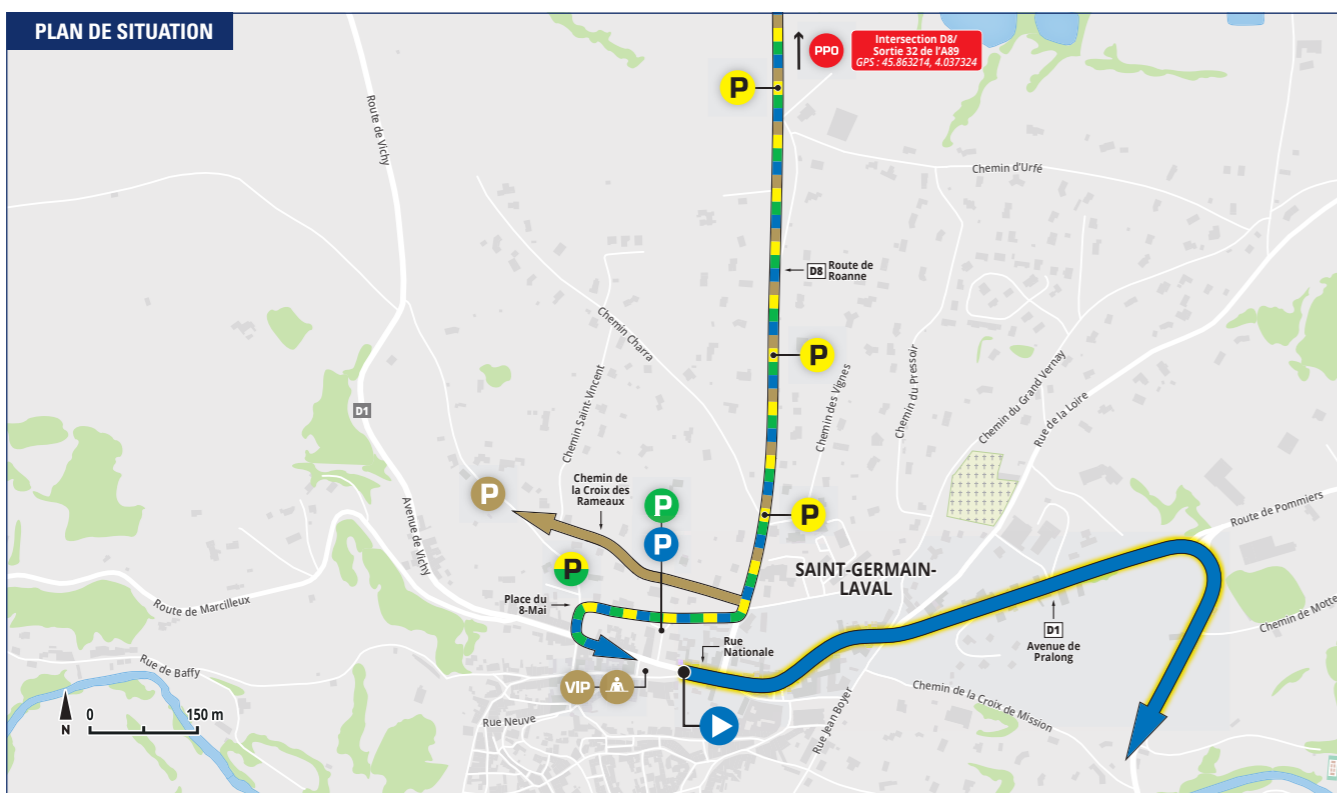 PLAN DE SITUATION
PPO
Intersection D8/
Sortie 32 de l'A89
GPS : 45.863214, 4.037324
P
Route de Vichy
Chemin d'Urfé
D8 Route de
Roanne
Chemin Charra
P
Chemin Saint-Vincent
Chemin des Vignes
Chemin du Pressoir
Chemin du Grand Vernay
Rue de la Loire
D1
Chemin de
la Croix des
Rameaux
P
P
P
P
Avenue de Vichy
Route de Pommiers
P
SAINT-GERMAIN-
LAVAL
Place du
8-Mai
Route de Marcilleux
Chemin de Motte
D1
Avenue de
Pralong
Rue
Nationale
Rue de Baffy
VIP
Chemin de la Croix de Mission
Rue Jean Boyer
Rue Neuve
N
0
150 m